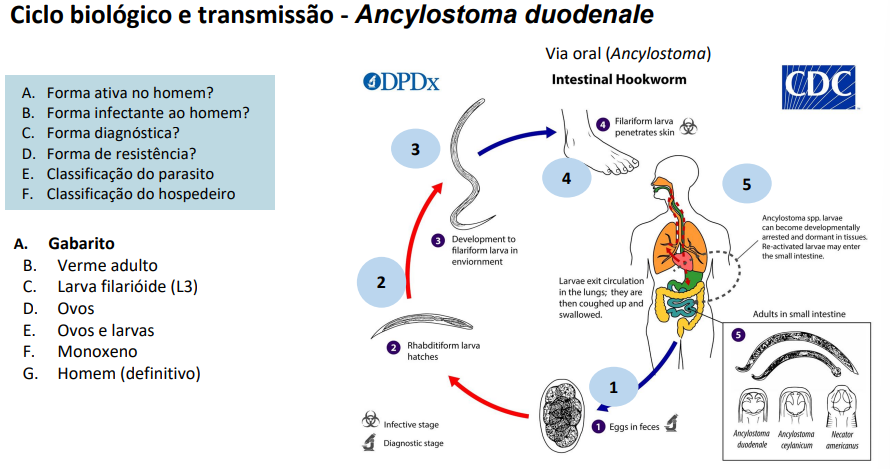 Ciclo biológico e transmissão - Ancylostoma duodenale
A. Forma ativa no homem?
B. Forma infectante ao homem?
C. Forma diagnóstica?
D. Forma de resistência?
E. Classificação do parasito
F. Classificação do hospedeiro
A. Gabarito
B. Verme adulto
C. Larva filarióide (L3)
D. Ovos
E. Ovos e larvas
F. Monoxeno
G. Homem (definitivo)
Via oral (Ancylostoma)
DPDx
Intestinal Hookworm
CDC
3
4 Filariform larva
penetrates skin
4
5
3 Development to
filariform larva in
enviornment
Ancylostoma spp. larvae
can become developmentally
arrested and dormant in tissues.
Re-activated larvae may enter
the small intestine.
2
Larvae exit circulation
in the lungs; they are
then coughed up and
swallowed.
Adults in small intestine
5
2 Rhabditiform larva
hatches
1
1 Eggs in feces
Infective stage
Diagnostic stage
Ancylostoma
duodenale
Ancylostoma
ceylanicum
Necator
americanus